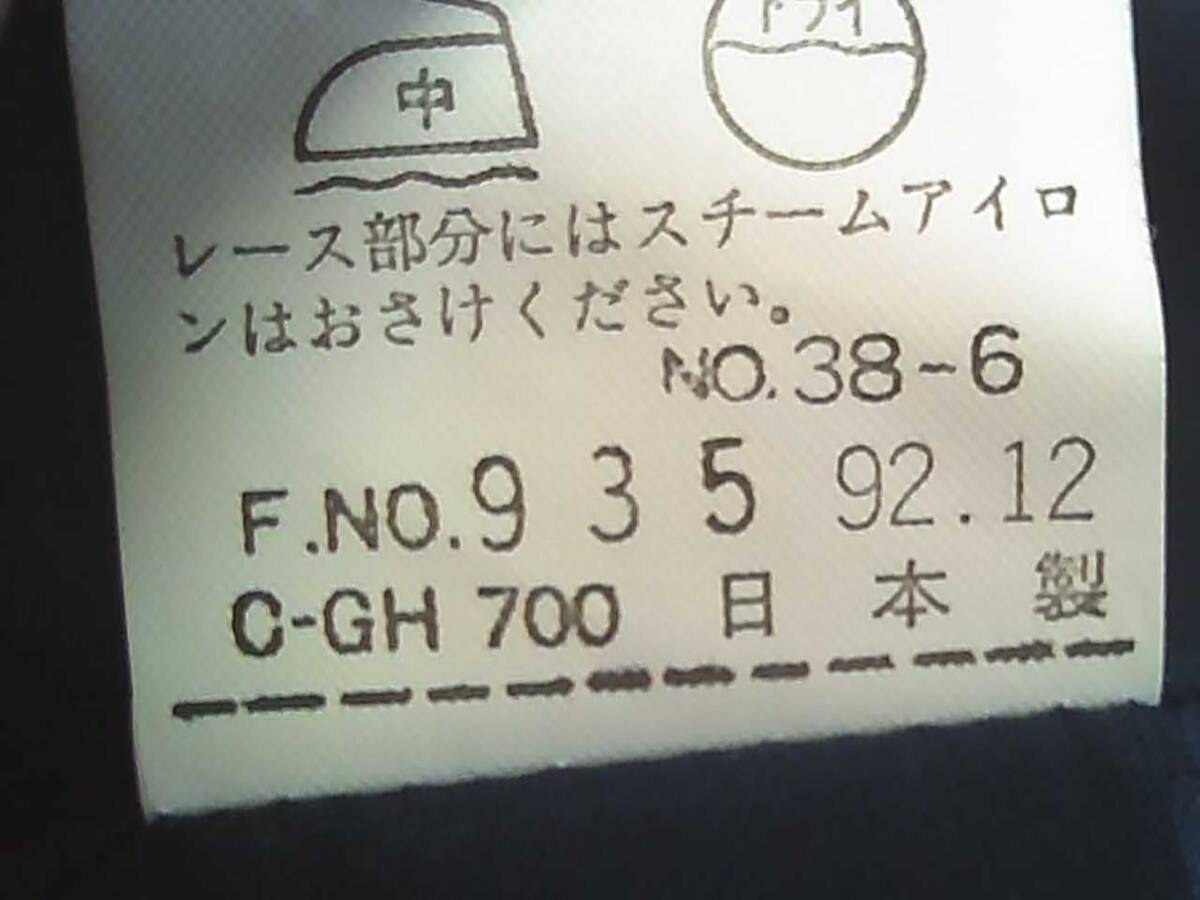 ドライ
中
レース部分にはスチームアイロ
ンはおさけください。
NO.38-6
F.NO.9 3 5 92.12
C-GH 700 日 本 製